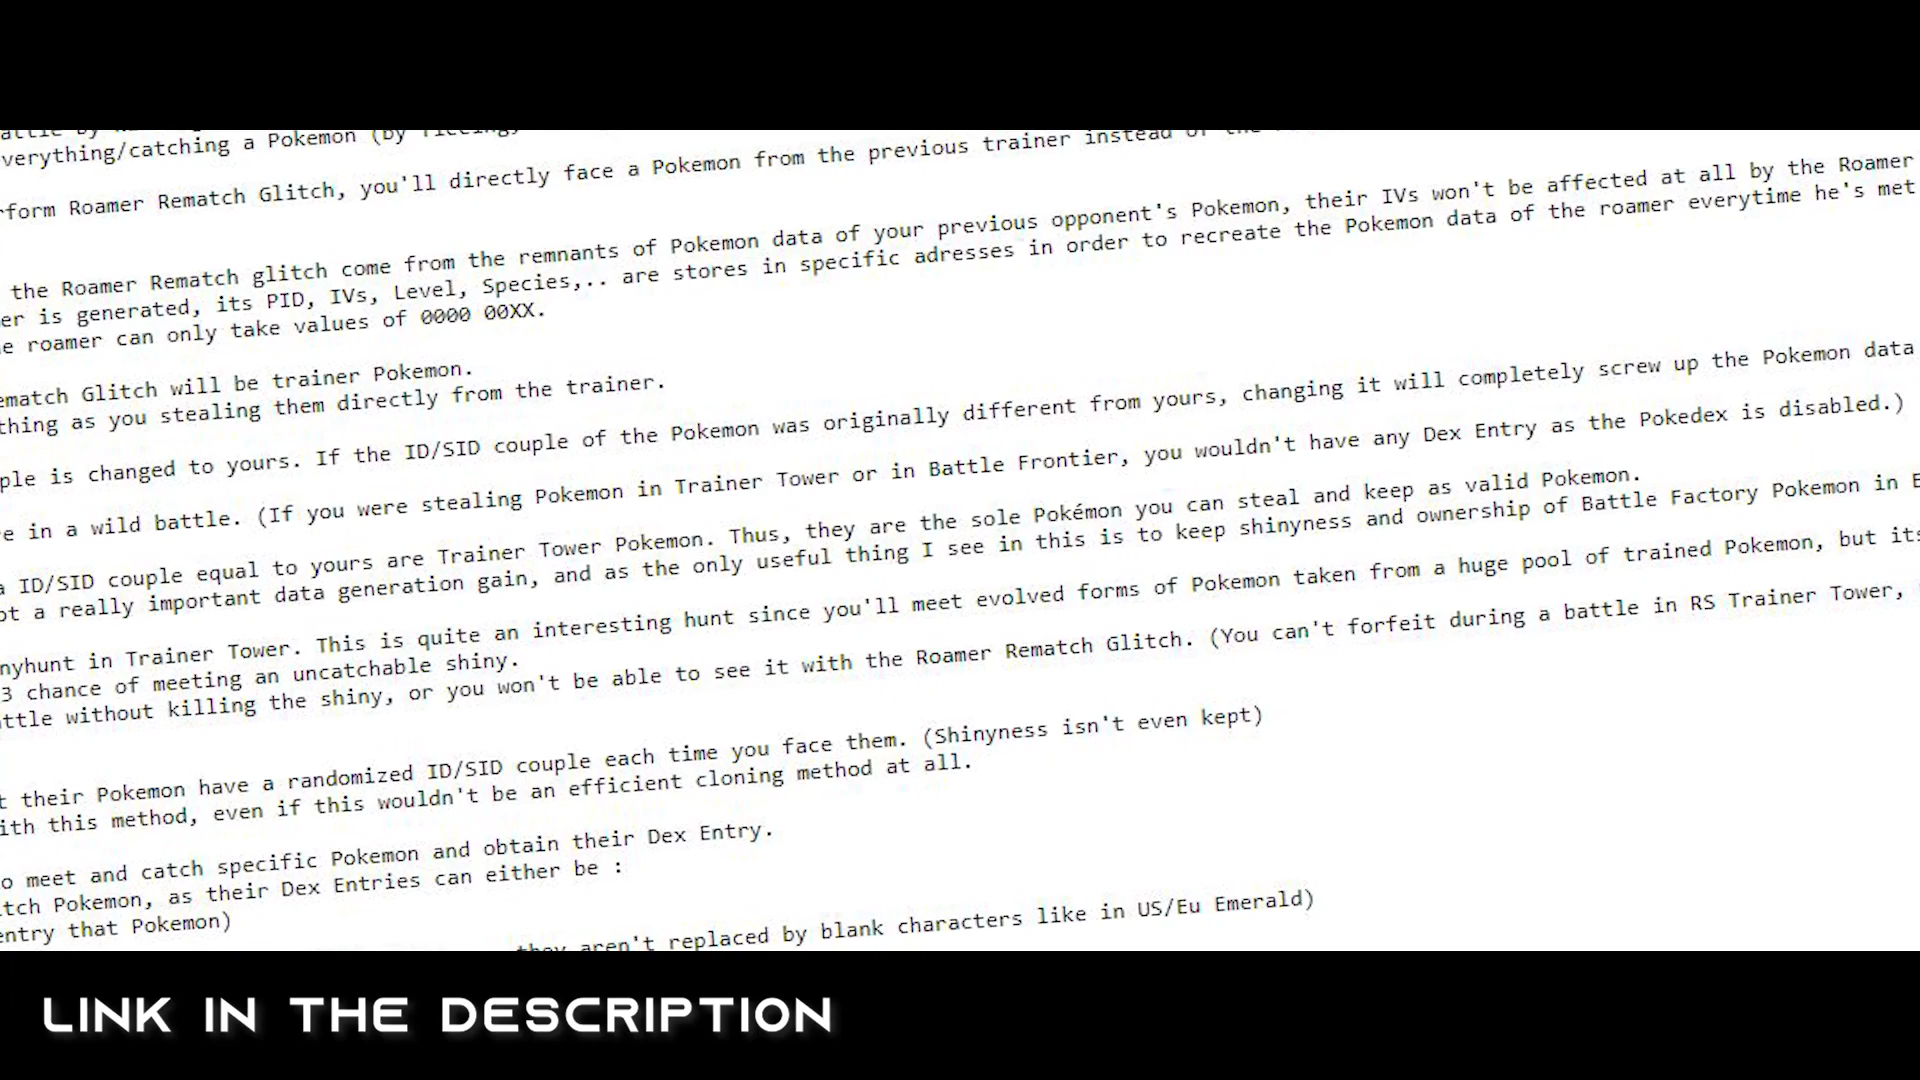 verything/catching a Pokemon (by
rform Roamer Rematch Glitch, you'll directly face a Pokemon from the previous trainer instead of the
the Roamer Rematch glitch come from the remnants of Pokemon data of your previous opponent's Pokemon, their IVs won't be affected at all by the Roamer
er is generated, its PID, IVs, Level, Species,.. are stores in specific adresses in order to recreate the Pokemon data of the roamer everytime he's met
e roamer can only take values of 0000 00XX.
ematch Glitch will be trainer Pokemon.
thing as you stealing them directly from the trainer.
ple is changed to yours. If the ID/SID couple of the Pokemon was originally different from yours, changing it will completely screw up the Pokemon data
e in a wild battle. (If you were stealing Pokemon in Trainer Tower or in Battle Frontier, you wouldn't have any Dex Entry as the Pokedex is disabled.)
a ID/SID couple equal to yours are Trainer Tower Pokemon. Thus, they are the sole Pokémon you can steal and keep as valid Pokemon.
ot a really important data generation gain, and as the only useful thing I see in this is to keep shinyness and ownership of Battle Factory Pokemon in E
nyhunt in Trainer Tower. This is quite an interesting hunt since you'll meet evolved forms of Pokemon taken from a huge pool of trained Pokemon, but its
3 chance of meeting an uncatchable shiny.
attle without killing the shiny, or you won't be able to see it with the Roamer Rematch Glitch. (You can't forfeit during a battle in RS Trainer Tower,
t their Pokemon have a randomized ID/SID couple each time you face them. (Shinyness isn't even kept)
ith this method, even if this wouldn't be an efficient cloning method at all.
o meet and catch specific Pokemon and obtain their Dex Entry.
tch Pokemon, as their Dex Entries can either be :
entry that Pokemon)
they aren't replaced by blank characters like in US/Eu Emerald)
LINK IN THE DESCRIPTION